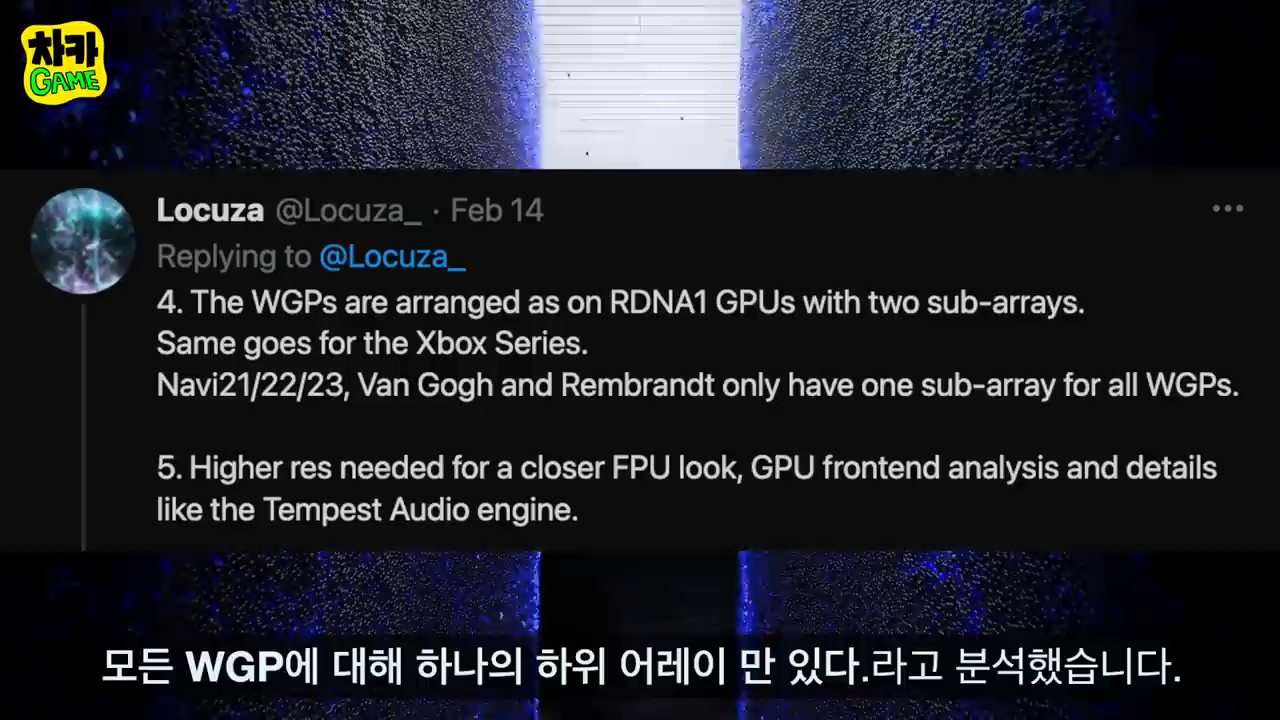 차카
GAME
Locuza @Locuza_ · Feb 14
Replying to @Locuza_
4. The WGPs are arranged as on RDNA1 GPUs with two sub-arrays.
Same goes for the Xbox Series.
Navi21/22/23, Van Gogh and Rembrandt only have one sub-array for all WGPs.
5. Higher res needed for a closer FPU look, GPU frontend analysis and details
like the Tempest Audio engine.
모든 WGP에 대해 하나의 하위 어레이 만 있다.라고 분석했습니다.